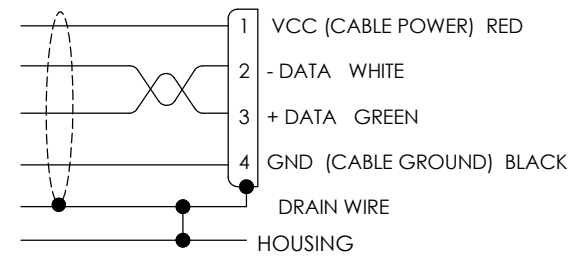 1 VCC (CABLE POWER) RED
2 - DATA WHITE
3 + DATA GREEN
4 GND (CABLE GROUND) BLACK
DRAIN WIRE
HOUSING